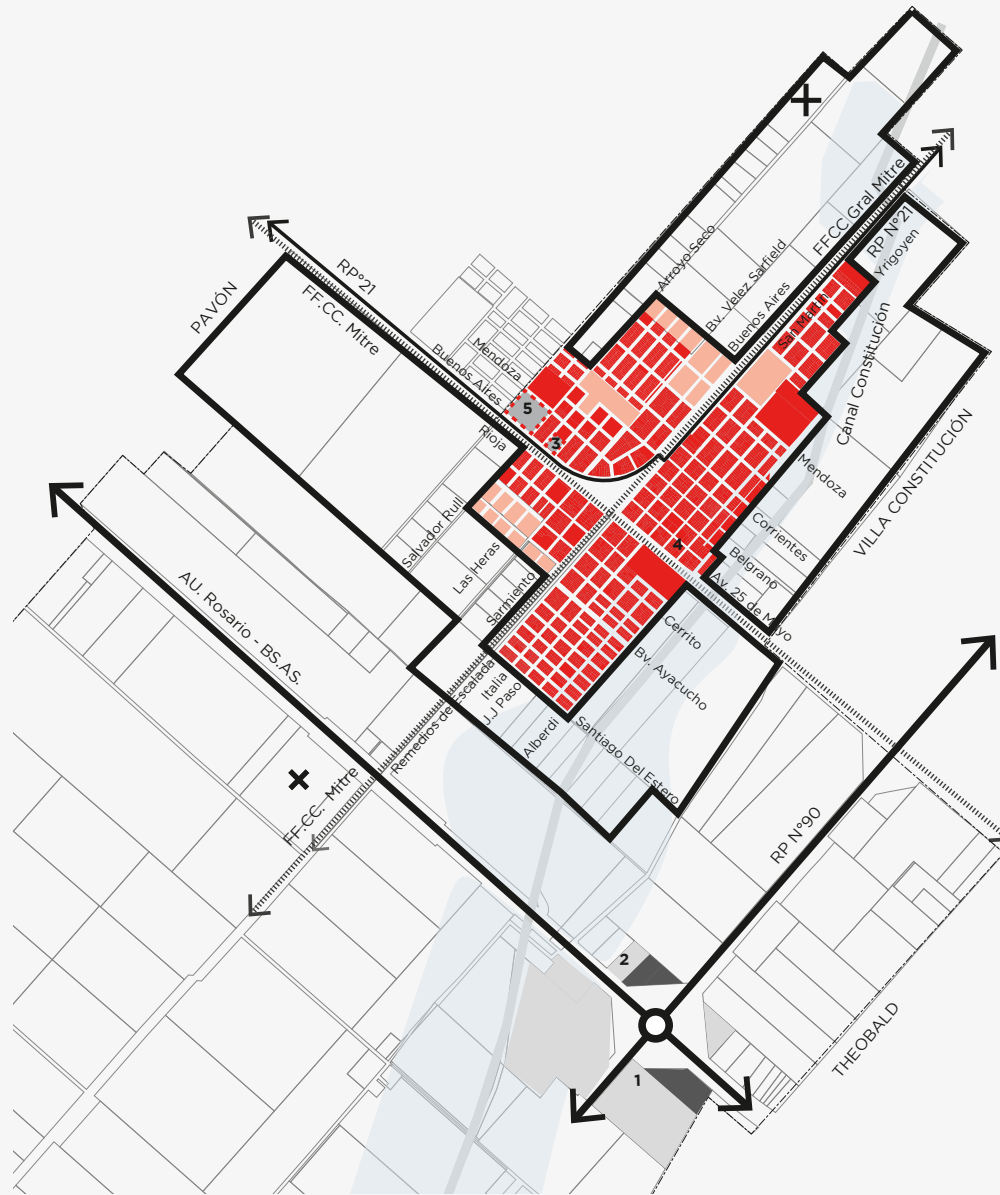 FFCC Gral Mitre
RP N°21
Yrigoyen
Arroyo Seco
Bv. Velez Sarfield
Buenos Aires
San Martín
RP°21
FF.CC. Mitre
PAVÓN
Mendoza
Buenos Aires
Rioja
5
3
4
Canal Constitución
VILLA CONSTITUCIÓN
Mendoza
Corrientes
Belgrano
Av. 25 de Mayo
Salvador Rull
Las Heras
Sarmiento
Cerrito
Bv. Ayacucho
AU. Rosario - BS.AS.
Remedios de Escalada
Italia
J.J Paso
Alberdi
Santiago Del Estero
FF.CC. Mitre
RP N°90
2
1
THEOBALD